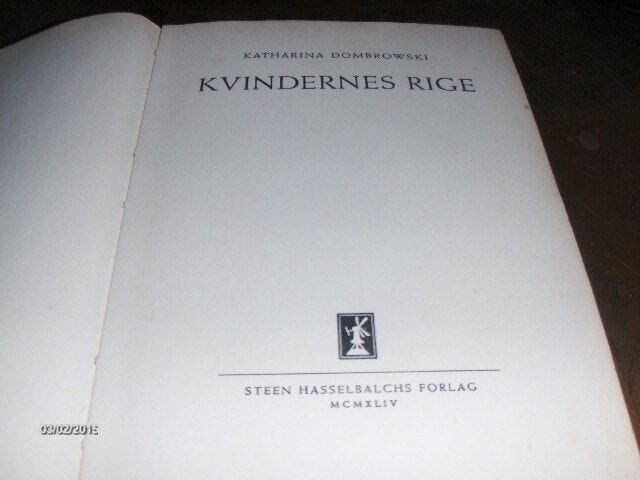 KATHARINA DOMBROWSKI
KVINDERNES RIGE
STEEN HASSELBALCHS FORLAG
MCMXLIV
03/02/2015